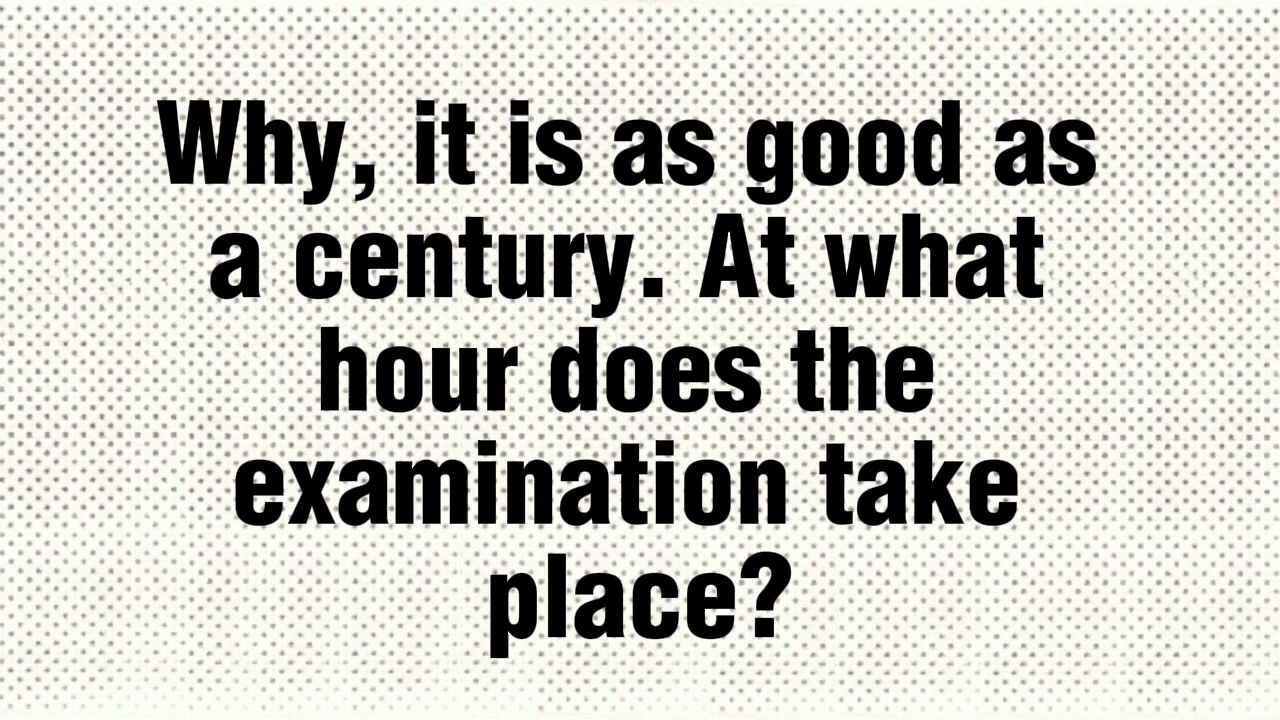 Why, it is as good as
a century. At what
hour does the
examination take
place?